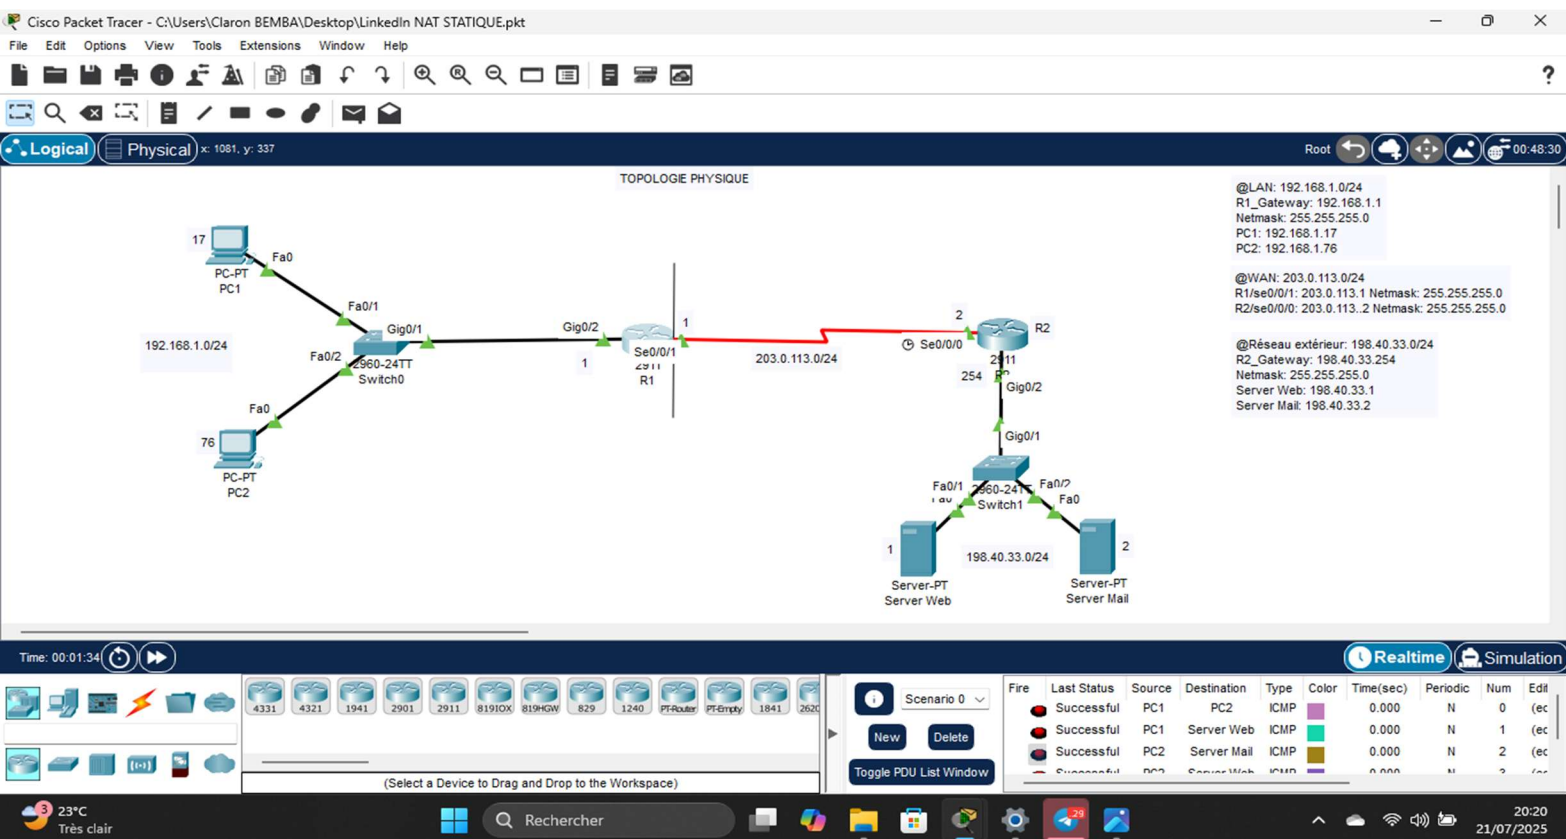 Cisco Packet Tracer - C:\Users\Claron BEMBA\Desktop\LinkedIn NAT STATIQUE.pkt
File Edit Options View Tools Extensions Window Help
?
Logical Physical x: 1081, y: 337
Root 00:48:30
TOPOLOGIE PHYSIQUE
@LAN: 192.168.1.0/24
R1_Gateway: 192.168.1.1
Netmask: 255.255.255.0
PC1: 192.168.1.17
PC2: 192.168.1.76
@WAN: 203.0.113.0/24
R1/se0/0/1: 203.0.113.1 Netmask: 255.255.255.0
R2/se0/0/0: 203.0.113..2 Netmask: 255.255.255.0
@Réseau extérieur: 198.40.33.0/24
R2_Gateway: 198.40.33.254
Netmask: 255.255.255.0
Server Web: 198.40.33.1
Server Mail: 198.40.33.2
17
Fa0
PC-PT
PC1
Fa0/1
192.168.1.0/24
Gig0/1
Fa0/2
2960-24TT
Switch0
Fa0
76
PC-PT
PC2
Gig0/2
1
1
Se0/0/1
2911
R1
203.0.113.0/24
2
R2
Se0/0/0
2911
254
Gig0/2
Gig0/1
Fa0/1
2960-24TT
Fa0/2
Switch1
Fa0
1
198.40.33.0/24
2
Server-PT
Server Web
Server-PT
Server Mail
Time: 00:01:34
Realtime Simulation
4331 4321 1941 2901 2911 819IOX 819HGW 829 1240 PT-Router PT-Empty 1841 2620
(Select a Device to Drag and Drop to the Workspace)
Scenario 0
New Delete
Toggle PDU List Window
Fire Last Status Source Destination Type Color Time(sec) Periodic Num Edit
Successful PC1 PC2 ICMP 0.000 N 0 (ec
Successful PC1 Server Web ICMP 0.000 N 1 (ec
Successful PC2 Server Mail ICMP 0.000 N 2 (ec
3
23°C
Très clair
Rechercher
29
20:20
21/07/2025